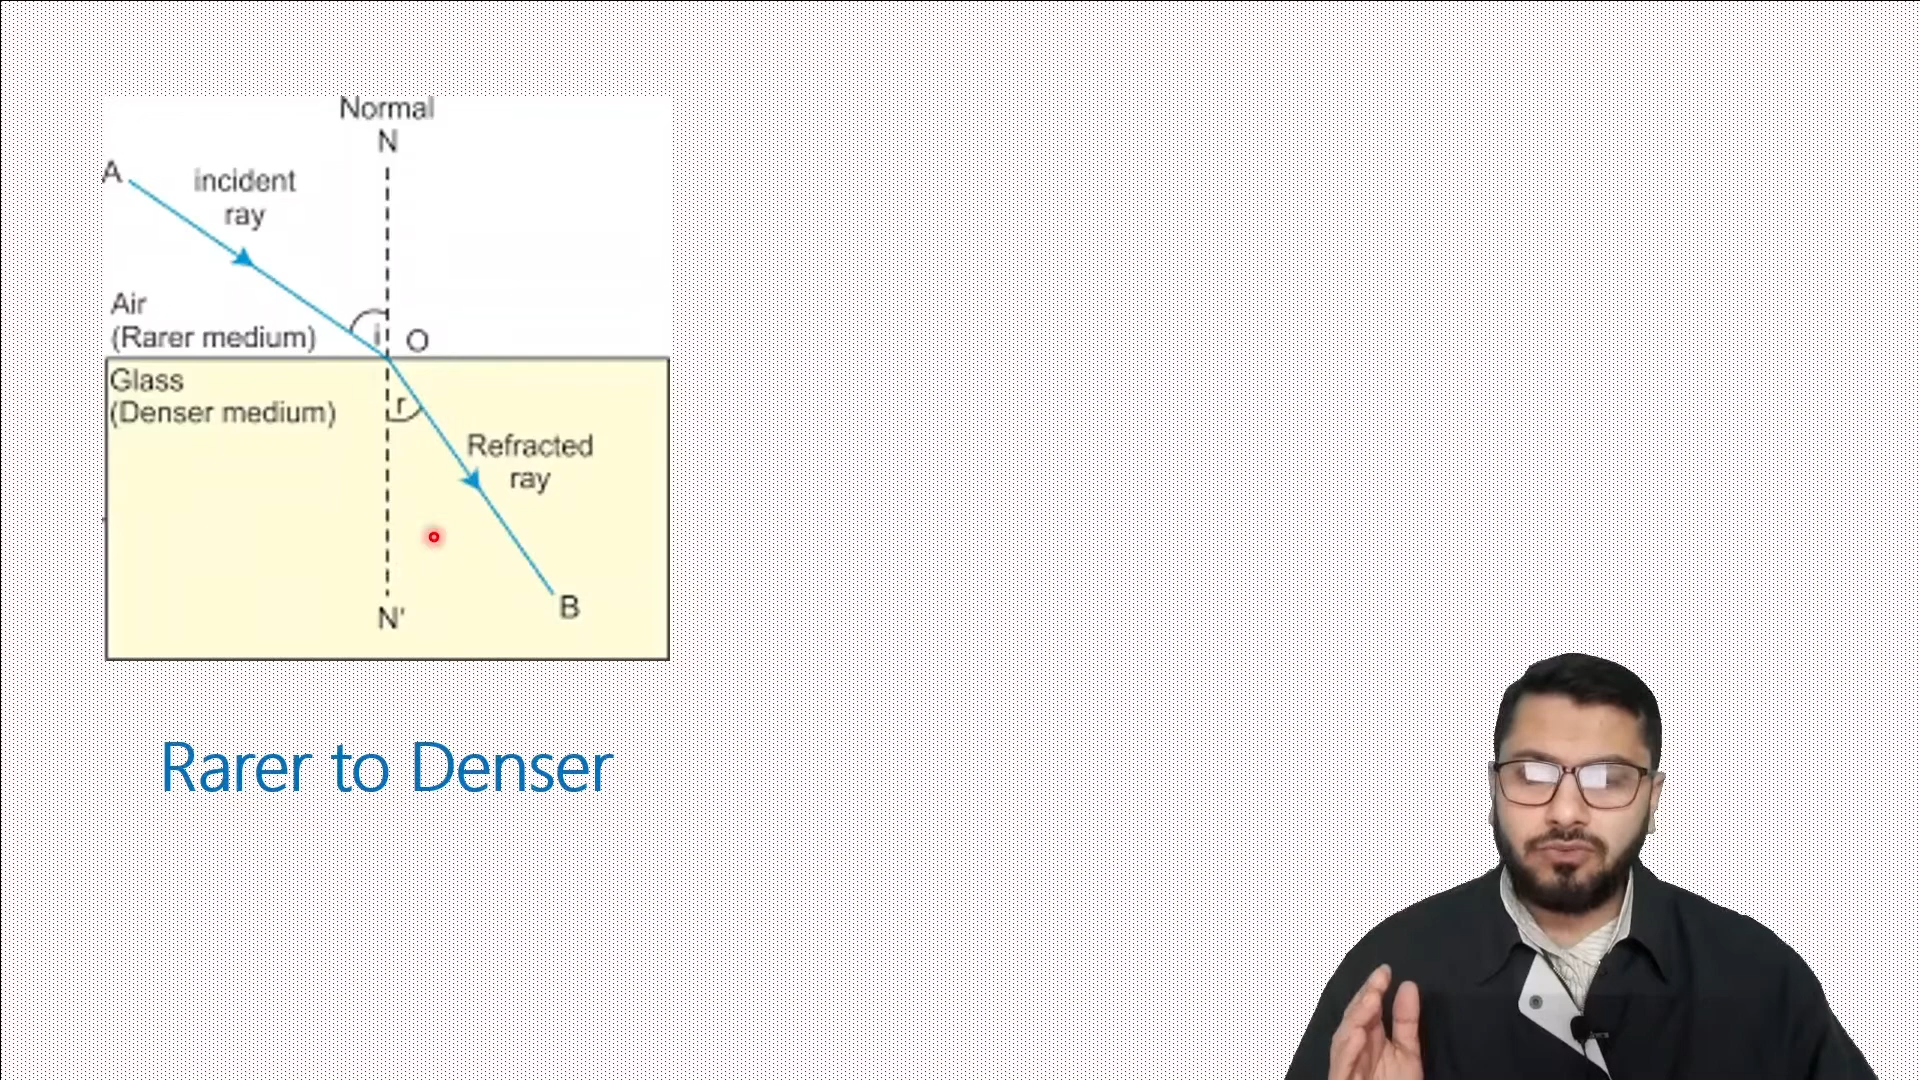 Normal
N
A
incident
ray
Air
(Rarer medium)
i
O
Glass
(Denser medium)
r
Refracted
ray
N'
B
Rarer to Denser